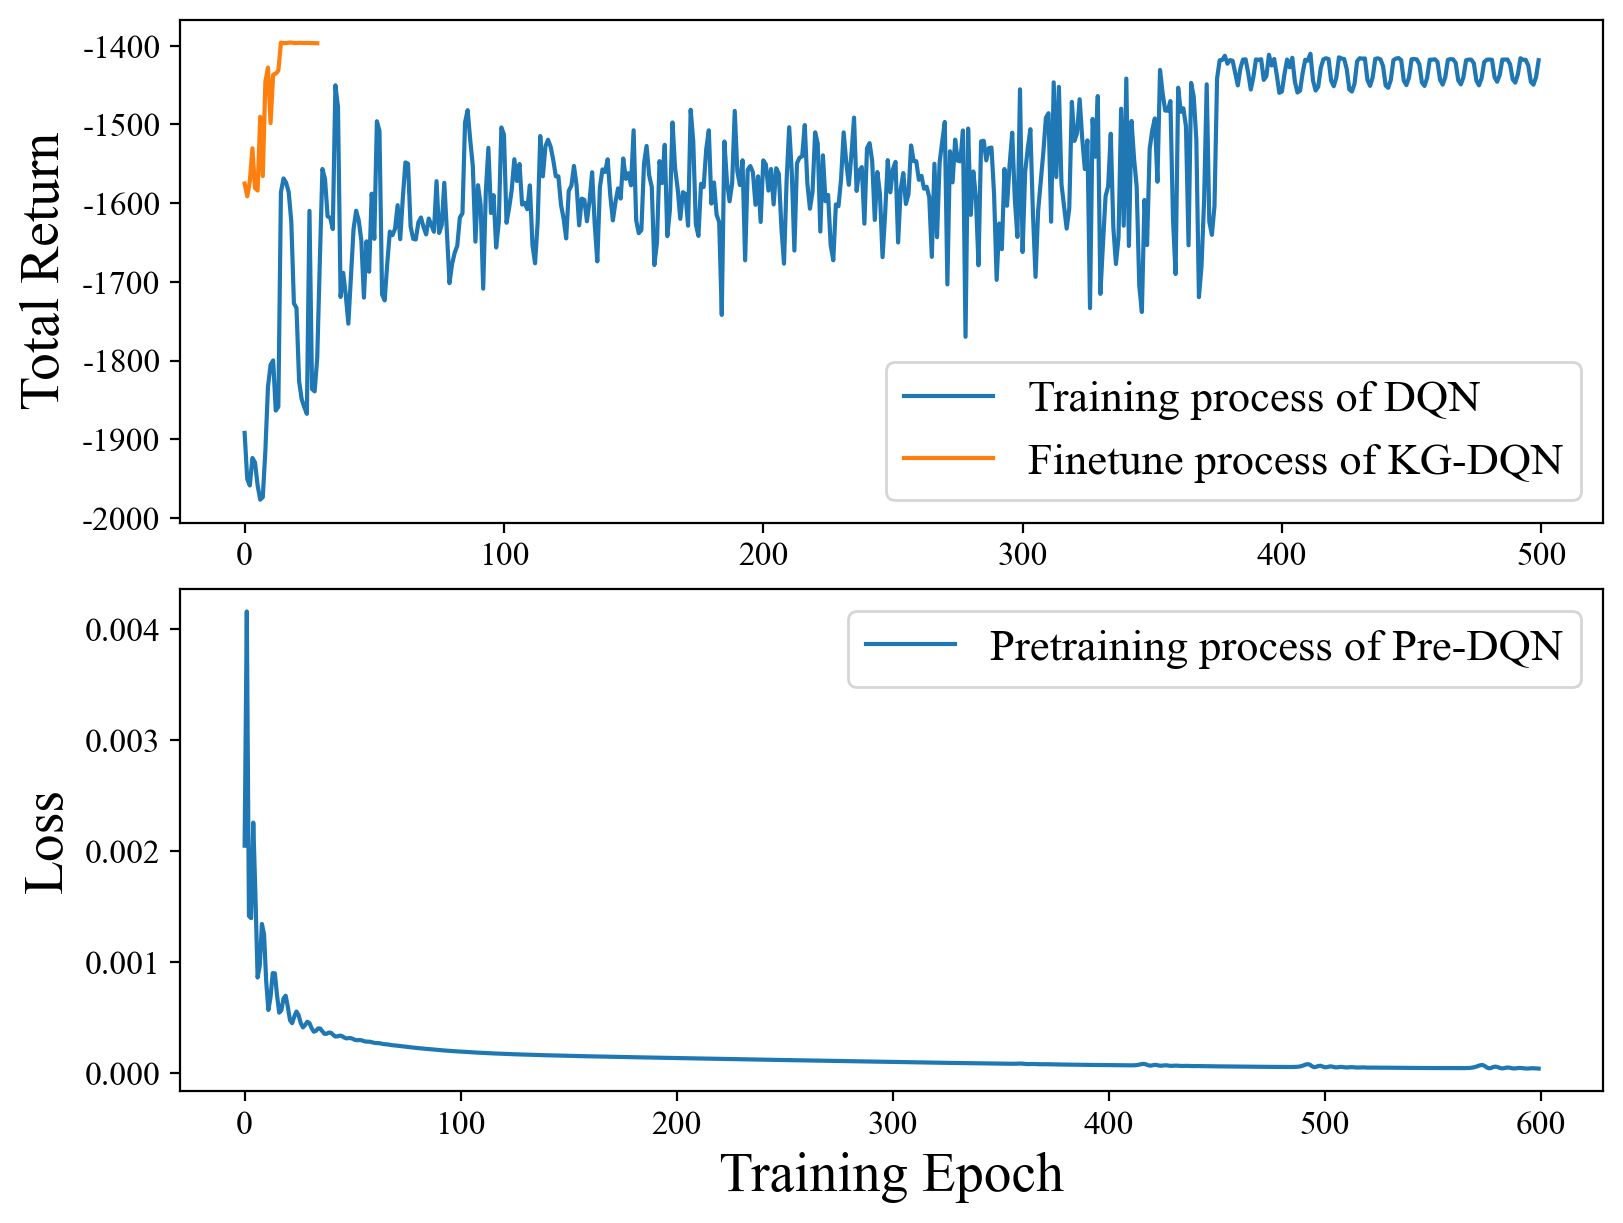 Total Return
-1400
-1500
-1600
-1700
-1800
-1900
-2000
Training process of DQN
Finetune process of KG-DQN
0 100 200 300 400 500
Loss
0.004
0.003
0.002
0.001
0.000
Pretraining process of Pre-DQN
0 100 200 300 400 500 600
Training Epoch